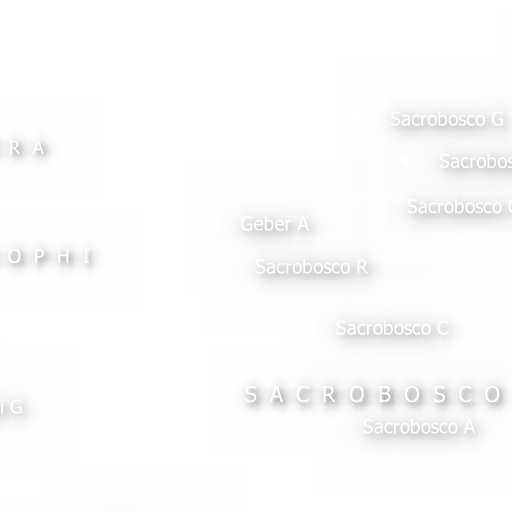 Sacrobosco G
R A
Sacrobos
Sacrobosco
Geber A
O P H I
Sacrobosco R
Sacrobosco C
S A C R O B O S C O
i G
Sacrobosco A